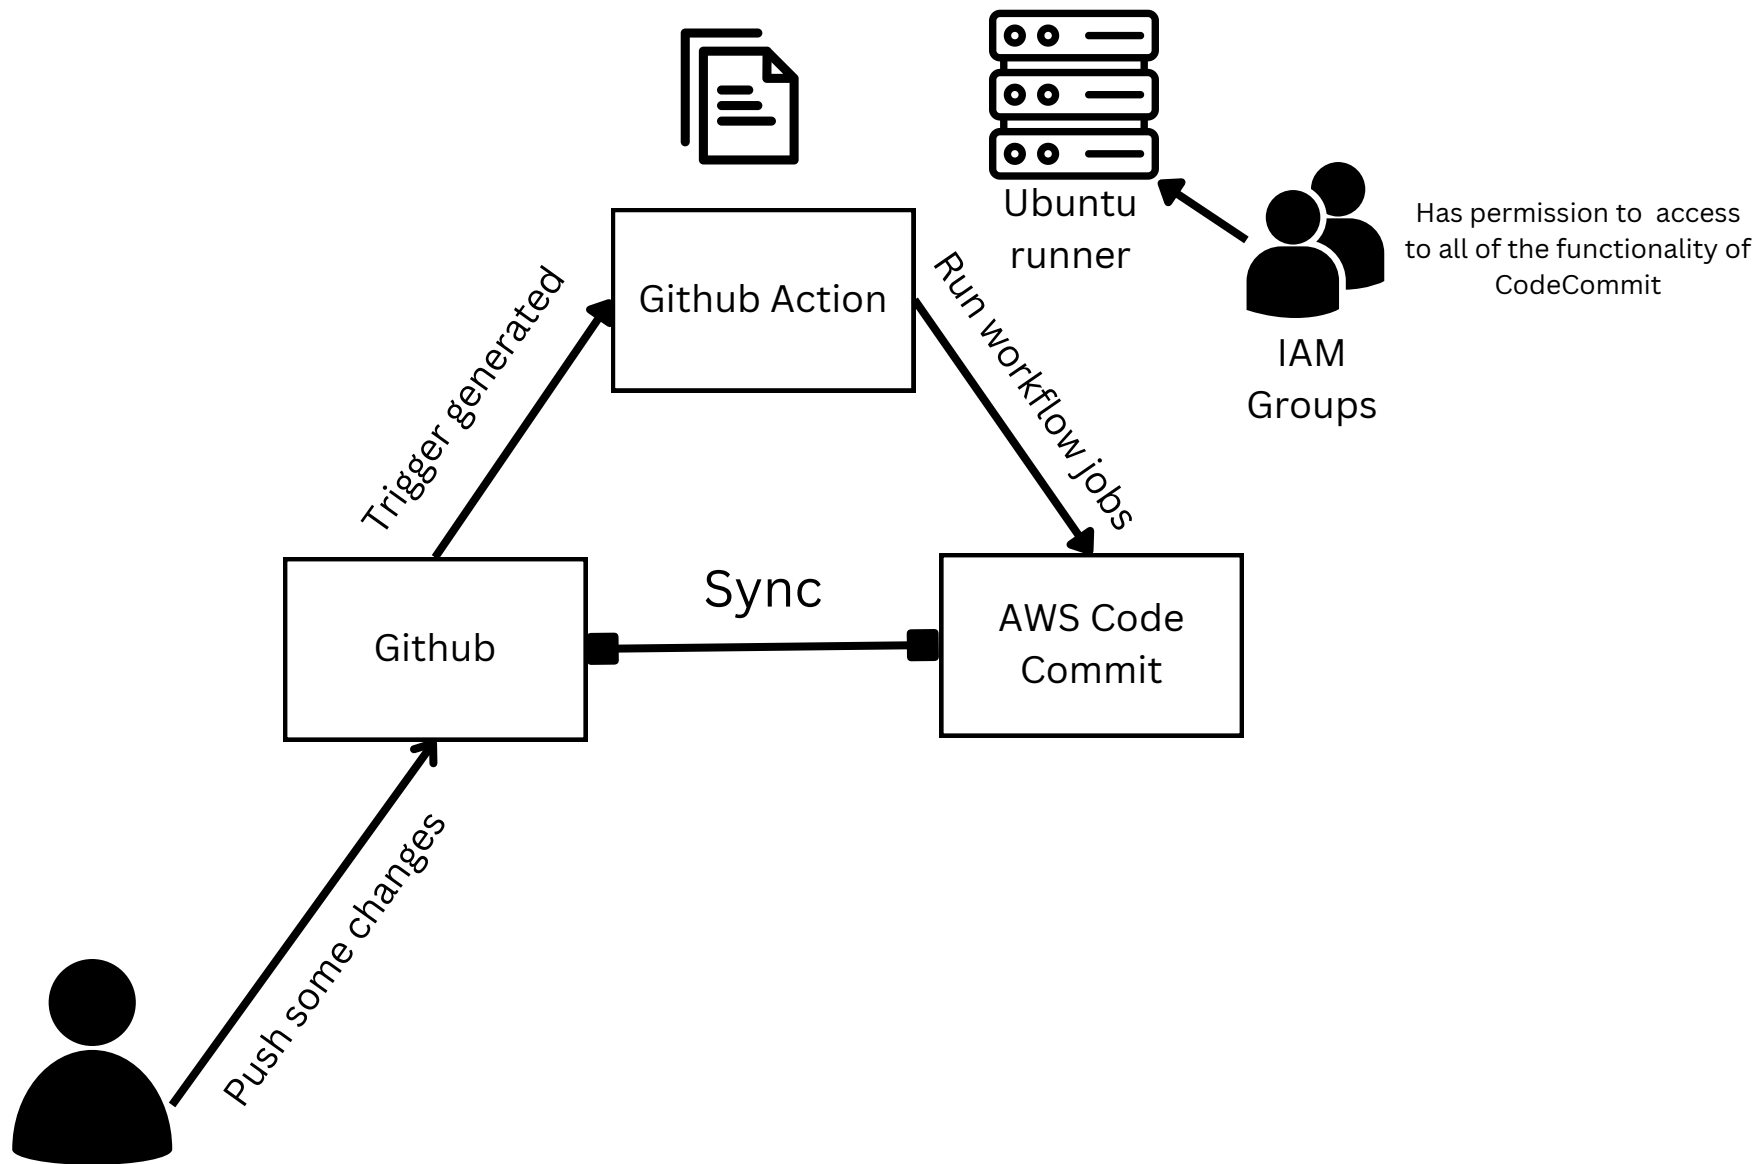 Ubuntu
runner
Has permission to  access
to all of the functionality of
CodeCommit
IAM
Groups
Github Action
Trigger generated
Run workflow jobs
Sync
Github
AWS Code
Commit
Push some changes